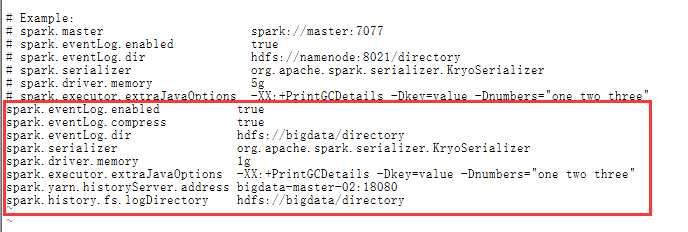 # Example:
# spark.master                     spark://master:7077
# spark.eventLog.enabled           true
# spark.eventLog.dir               hdfs://namenode:8021/directory
# spark.serializer                 org.apache.spark.serializer.KryoSerializer
# spark.driver.memory              5g
# spark.executor.extraJavaOptions  -XX:+PrintGCDetails -Dkey=value -Dnumbers="one two three"
spark.eventLog.enabled           true
spark.eventLog.compress          true
spark.eventLog.dir               hdfs://bigdata/directory
spark.serializer                 org.apache.spark.serializer.KryoSerializer
spark.driver.memory              1g
spark.executor.extraJavaOptions  -XX:+PrintGCDetails -Dkey=value -Dnumbers="one two three"
spark.yarn.historyServer.address bigdata-master-02:18080
spark.history.fs.logDirectory    hdfs://bigdata/directory
~
~